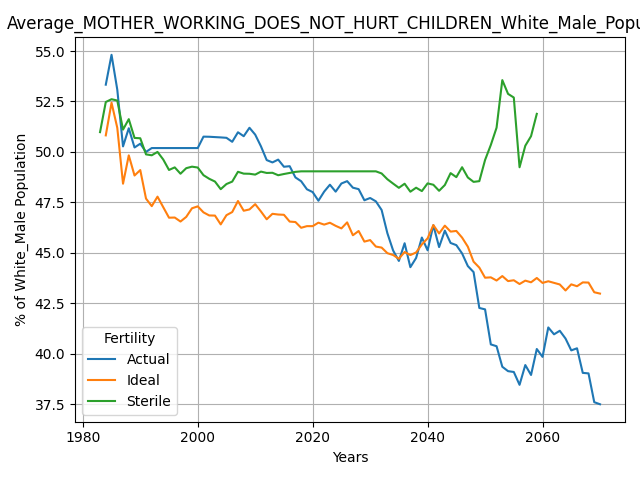 Average_MOTHER_WORKING_DOES_NOT_HURT_CHILDREN_White_Male_Popu
55.0
52.5
50.0
47.5
45.0
42.5
40.0
37.5
% of White_Male Population
Fertility
Actual
Ideal
Sterile
1980 2000 2020 2040 2060
Years